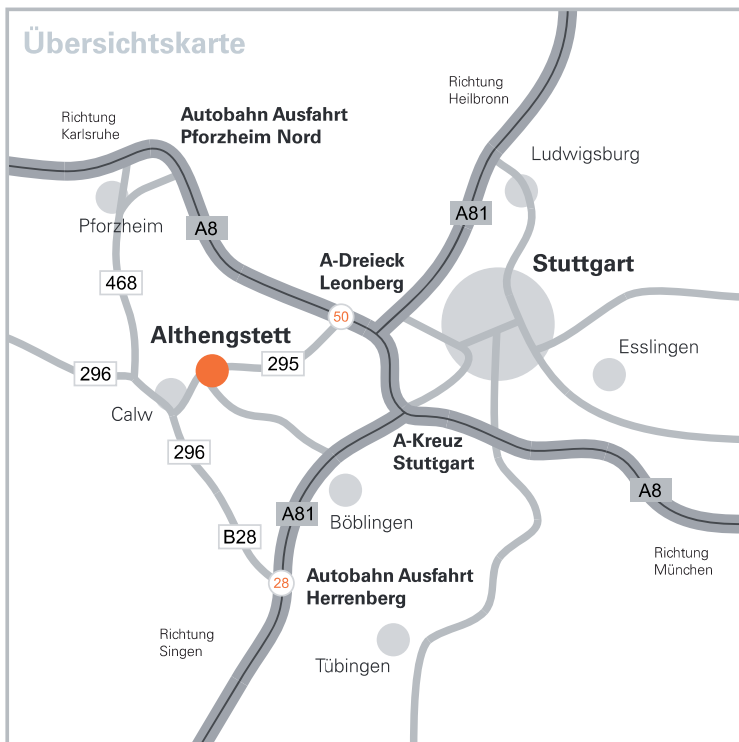 Übersichtskarte
Richtung
Heilbronn
Richtung
Karlsruhe
Autobahn Ausfahrt
Pforzheim Nord
Ludwigsburg
Pforzheim
A8
A81
A-Dreieck
Leonberg
Stuttgart
468
50
Althengstett
295
Esslingen
296
Calw
A-Kreuz
Stuttgart
296
A8
A81
Böblingen
B28
Richtung
München
28
Autobahn Ausfahrt
Herrenberg
Richtung
Singen
Tübingen